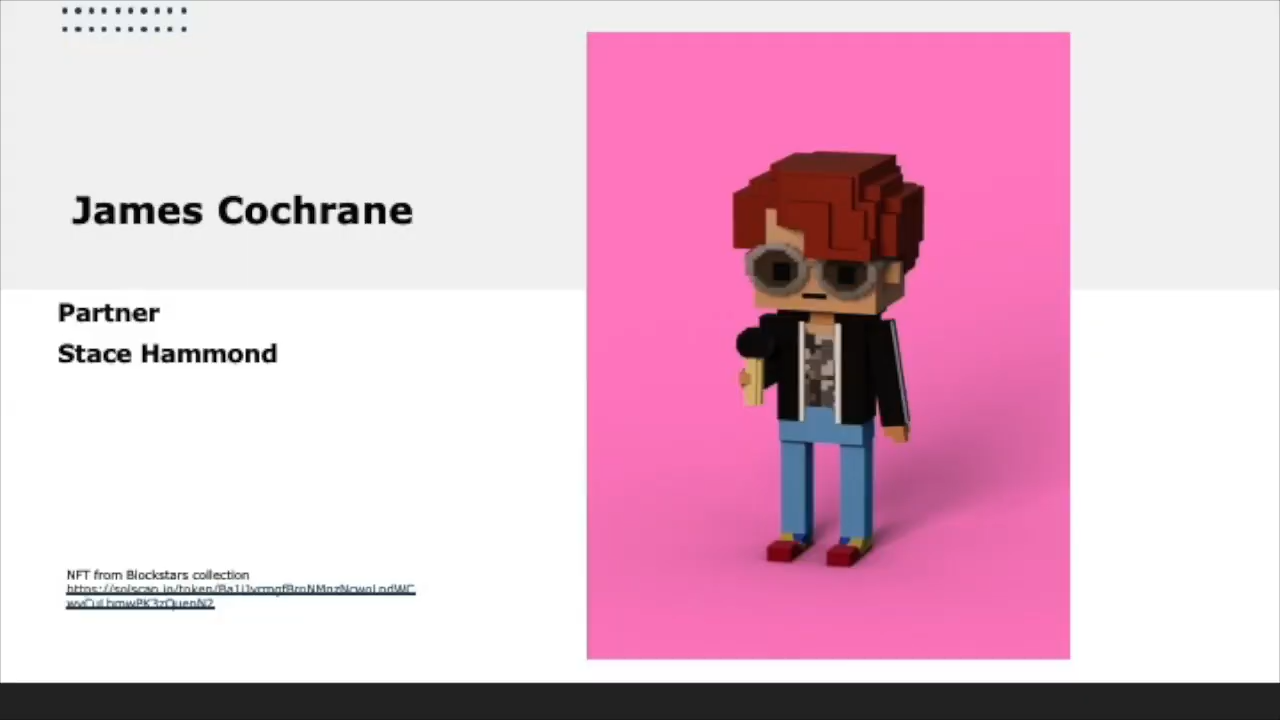 James Cochrane
Partner
Stace Hammond
NFT from Blockstars collection